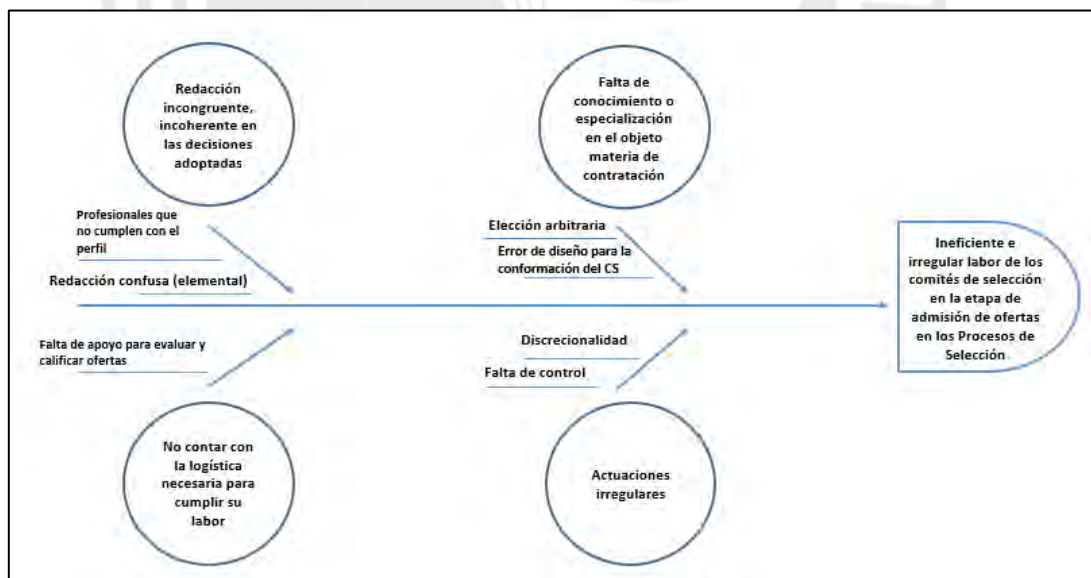 Redacción
incongruente,
incoherente en
las decisiones
adoptadas
Falta de
conocimiento o
especialización
en el objeto
materia de
contratación
Profesionales que
no cumplen con el
perfil
Redacción confusa (elemental)
Elección arbitraria
Error de diseño para la
conformación del CS
Ineficiente e
irregular labor de los
comités de selección
en la etapa de
admisión de ofertas
en los Procesos de
Selección
Falta de apoyo para evaluar y
calificar ofertas
Discrecionalidad
Falta de control
No contar con
la logística
necesaria para
cumplir su
labor
Actuaciones
irregulares